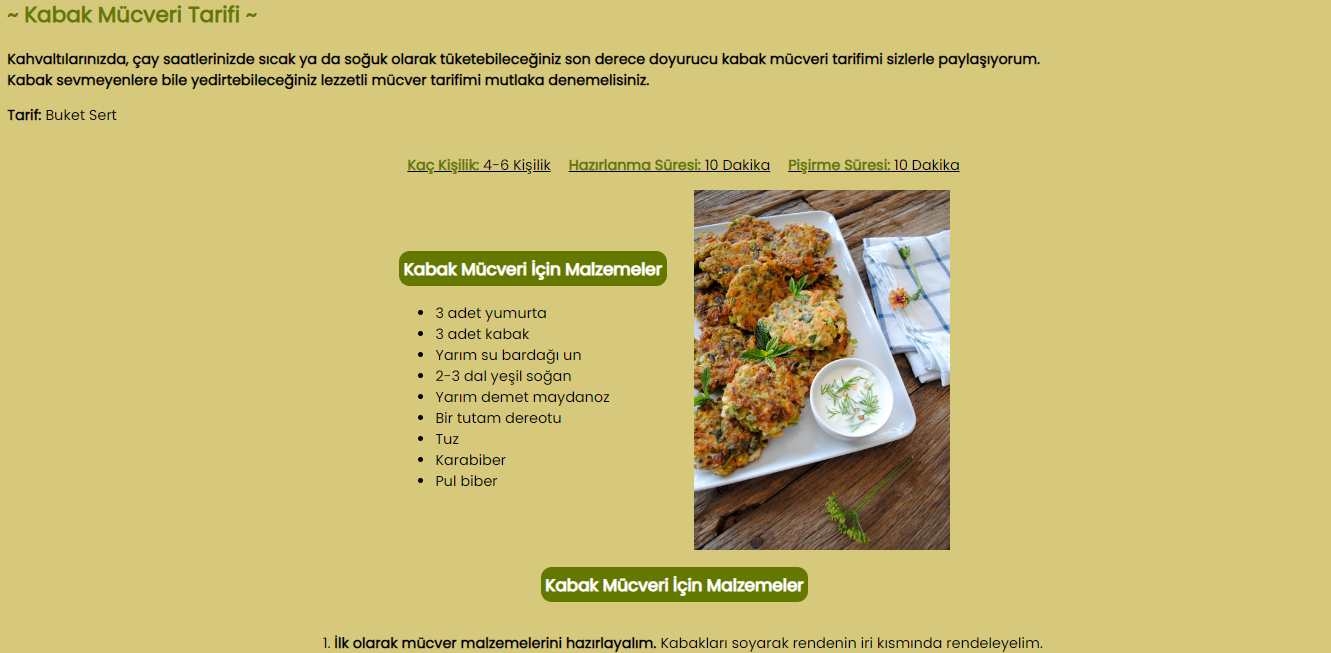 ~ Kabak Mücveri Tarifi ~
Kahvaltılarınızda, çay saatlerinizde sıcak ya da soğuk olarak tüketebileceğiniz son derece doyurucu kabak mücveri tarifimi sizlerle paylaşıyorum.
Kabak sevmeyenlere bile yedirtebileceğiniz lezzetli mücver tarifimi mutlaka denemelisiniz.
Tarif: Buket Sert
Kaç Kişilik: 4-6 Kişilik Hazırlanma Süresi: 10 Dakika Pişirme Süresi: 10 Dakika
Kabak Mücveri İçin Malzemeler
• 3 adet yumurta
• 3 adet kabak
• Yarım su bardağı un
• 2-3 dal yeşil soğan
• Yarım demet maydanoz
• Bir tutam dereotu
• Tuz
• Karabiber
• Pul biber
Kabak Mücveri İçin Malzemeler
1. İlk olarak mücver malzemelerini hazırlayalım. Kabakları soyarak rendenin iri kısmında rendeleyelim.